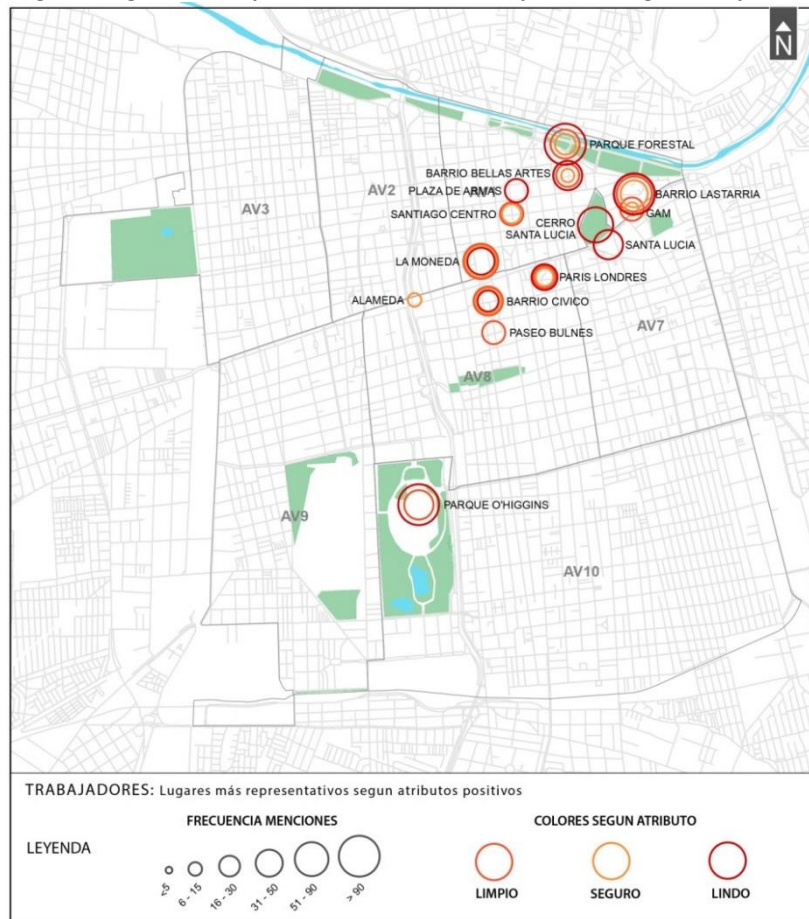 N
PARQUE FORESTAL
BARRIO BELLAS ARTES
PLAZA DE ARMAS
BARRIO LASTARRIA
AV3
AV2
SANTIAGO CENTRO
GAM
CERRO
SANTA LUCIA
SANTA LUCIA
LA MONEDA
PARIS LONDRES
ALAMEDA
BARRIO CIVICO
AV7
PASEO BULNES
AV8
PARQUE O'HIGGINS
AV9
AV10
TRABAJADORES: Lugares más representativos segun atributos positivos
FRECUENCIA MENCIONES
COLORES SEGUN ATRIBUTO
LEYENDA
<5
6 - 15
16 - 30
31 - 50
51 - 90
> 90
LIMPIO
SEGURO
LINDO